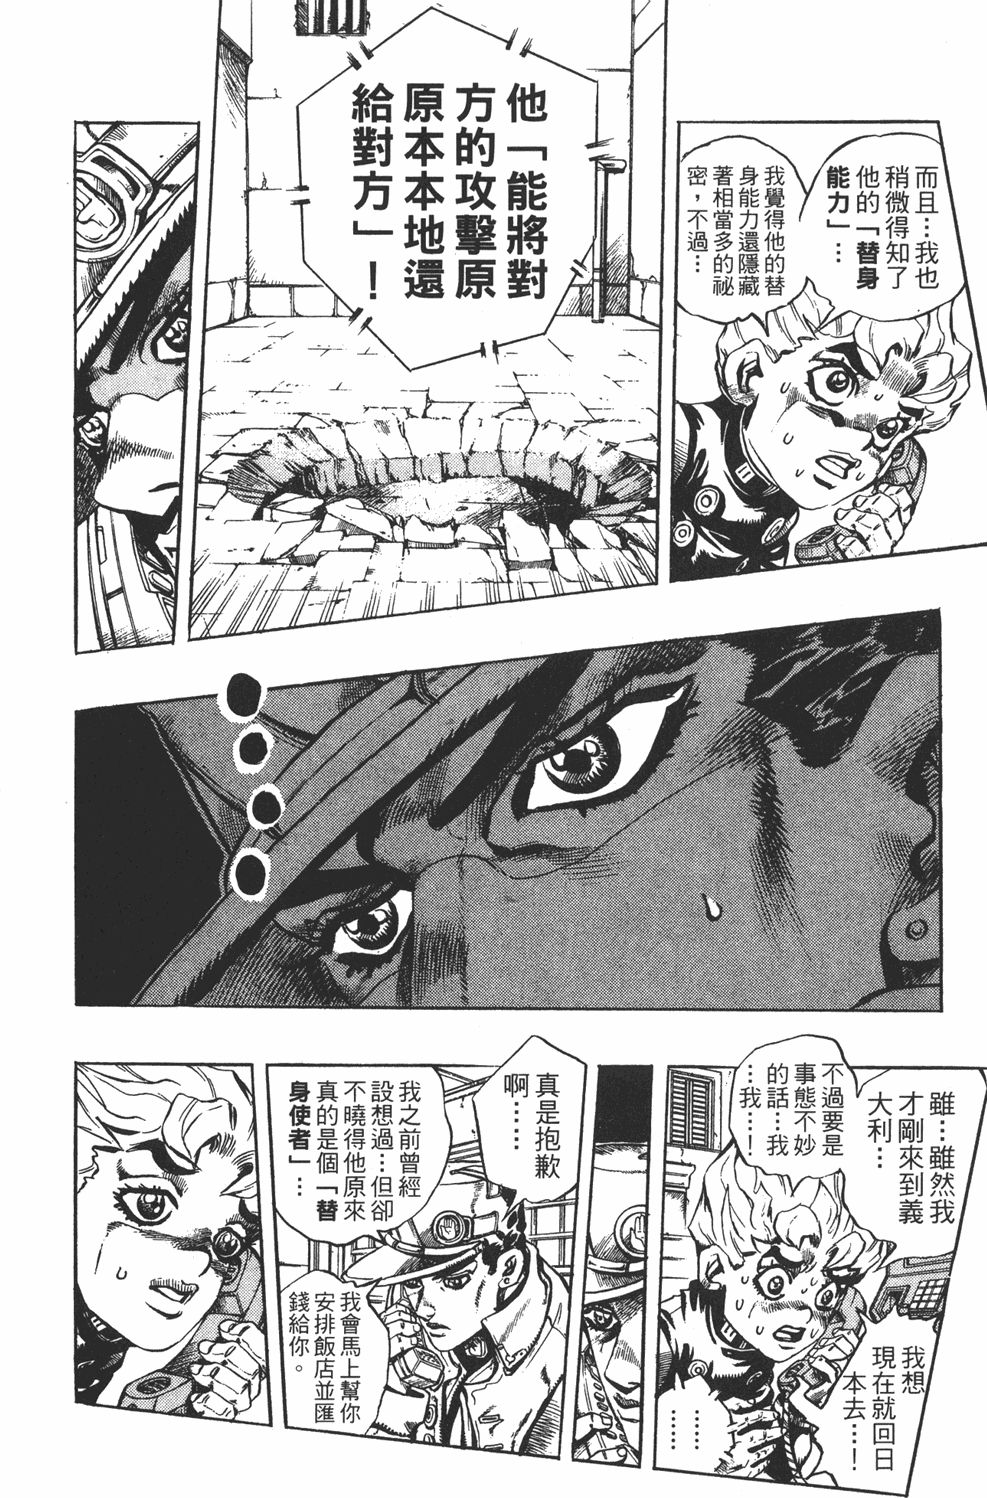 而且…我也
稍微得知了
他的「替身
能力」…
我覺得他的替
身能力還隱藏
著相當多的祕
密，不過…
他「能將對
方的攻擊原
原本本地還
給對方」！
雖…雖然我
才剛來到義
大利…
不過要是
事態不妙
的話…我
…我…！
我想
現在就回日
本去…！
……
……
真是抱歉
啊……
我之前曾經
設想過…但卻
不曉得他原來
真的是個「替
身使者」…
我會馬上幫你
安排飯店並匯
錢給你。